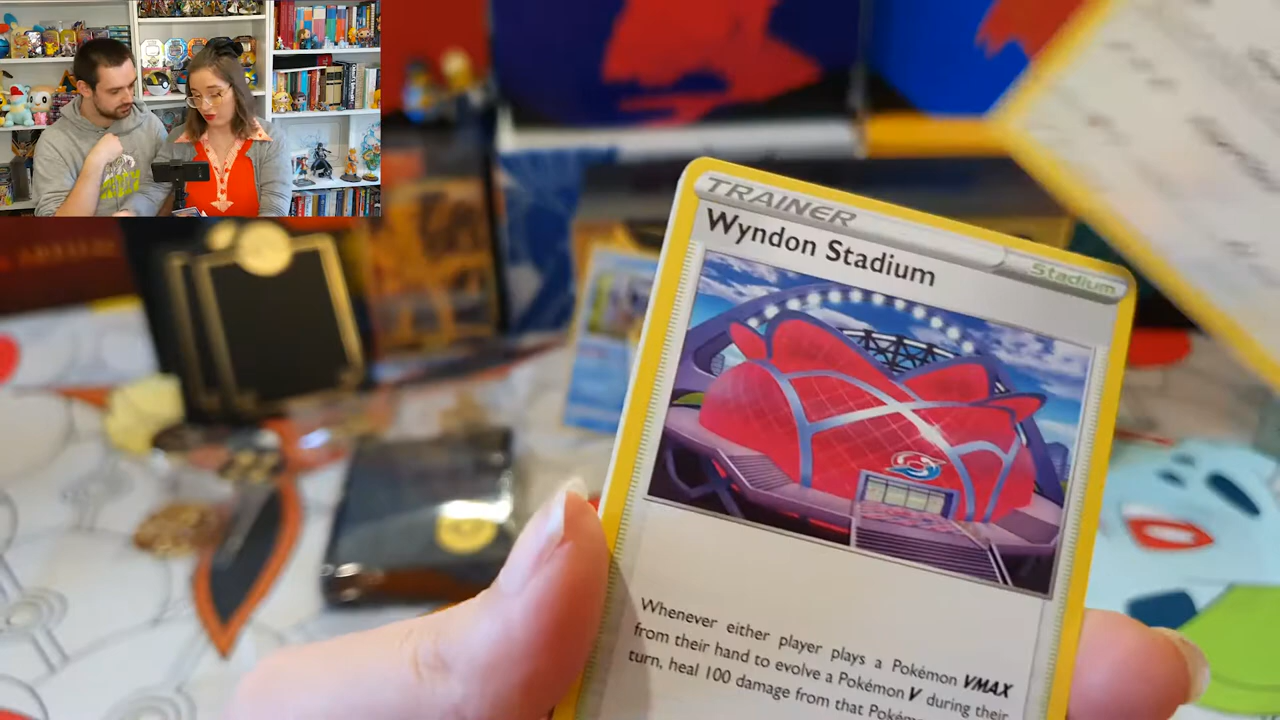 TRAINER
Stadium
Wyndon Stadium
Whenever either player plays a Pokémon VMAX
from their hand to evolve a Pokémon V during their
turn, heal 100 damage from that